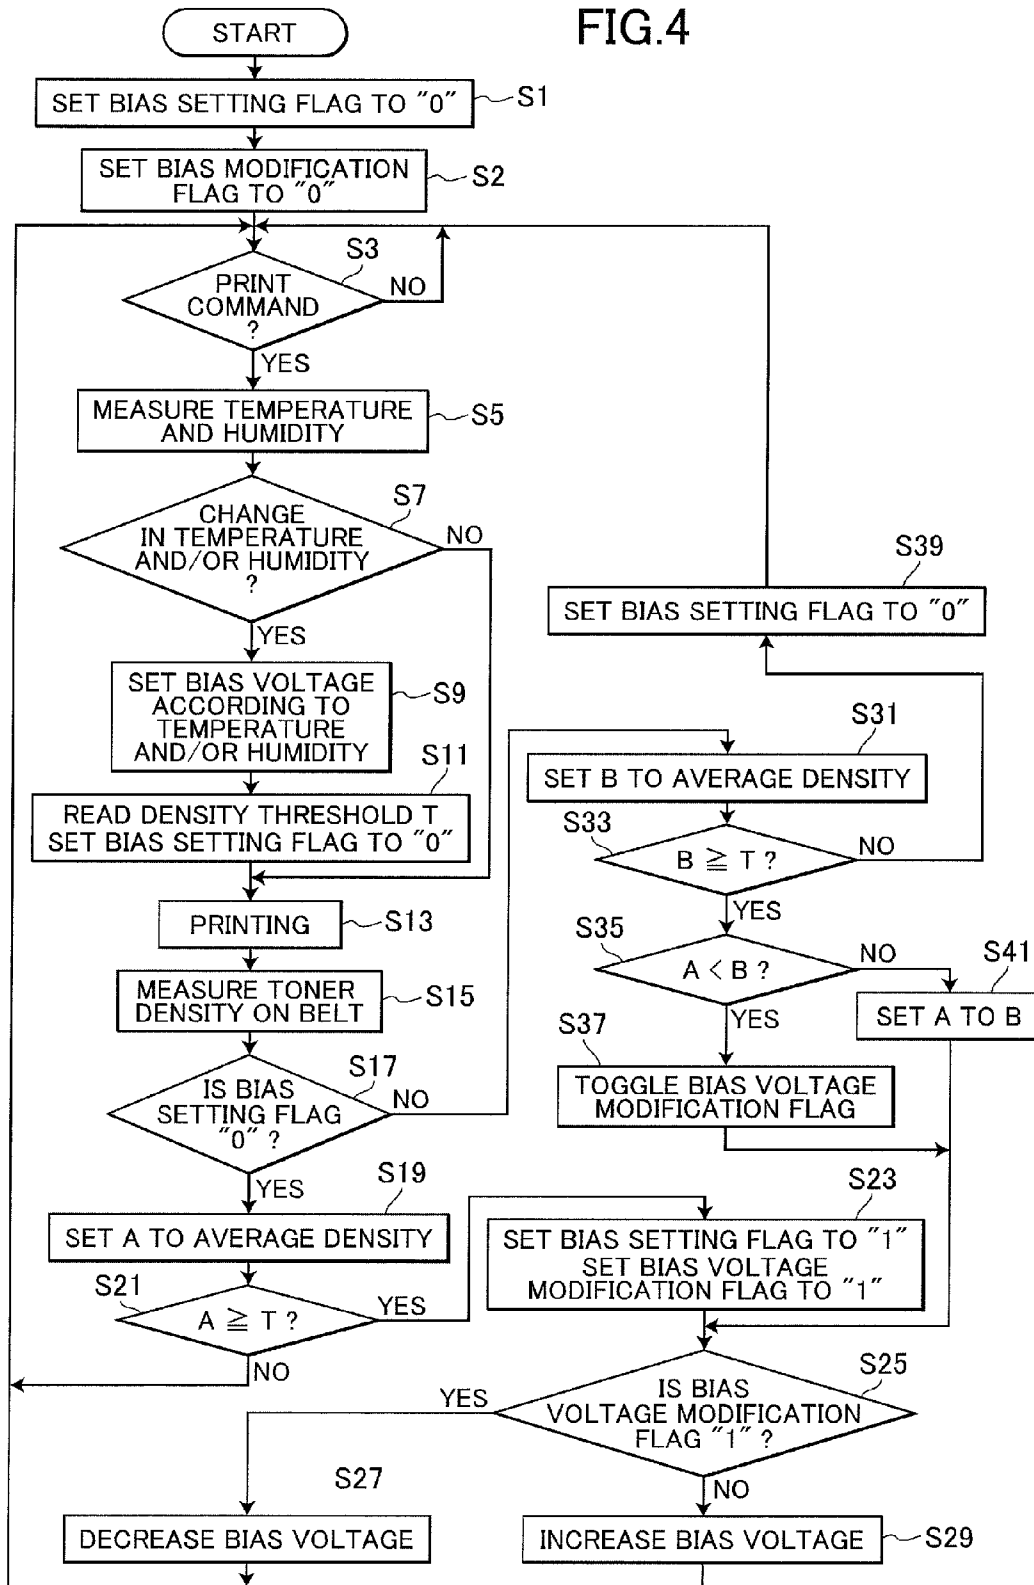 FIG.4
START
SET BIAS SETTING FLAG TO "0"
S1
SET BIAS MODIFICATION
FLAG TO "0"
S2
S3
PRINT
COMMAND
?
NO
YES
MEASURE TEMPERATURE
AND HUMIDITY
S5
S7
CHANGE
IN TEMPERATURE
AND/OR HUMIDITY
?
NO
YES
SET BIAS VOLTAGE
ACCORDING TO
TEMPERATURE
AND/OR HUMIDITY
S9
S11
READ DENSITY THRESHOLD T
SET BIAS SETTING FLAG TO "0"
PRINTING
S13
MEASURE TONER
DENSITY ON BELT
S15
S17
IS BIAS
SETTING FLAG
"0" ?
NO
YES
S19
SET A TO AVERAGE DENSITY
S21
A ≧ T ?
YES
NO
S39
SET BIAS SETTING FLAG TO "0"
S31
SET B TO AVERAGE DENSITY
S33
B ≧ T ?
NO
YES
S35
A < B ?
NO
YES
S41
SET A TO B
S37
TOGGLE BIAS VOLTAGE
MODIFICATION FLAG
S23
SET BIAS SETTING FLAG TO "1"
SET BIAS VOLTAGE
MODIFICATION FLAG TO "1"
S25
IS BIAS
VOLTAGE MODIFICATION
FLAG "1" ?
YES
NO
S27
DECREASE BIAS VOLTAGE
INCREASE BIAS VOLTAGE
S29